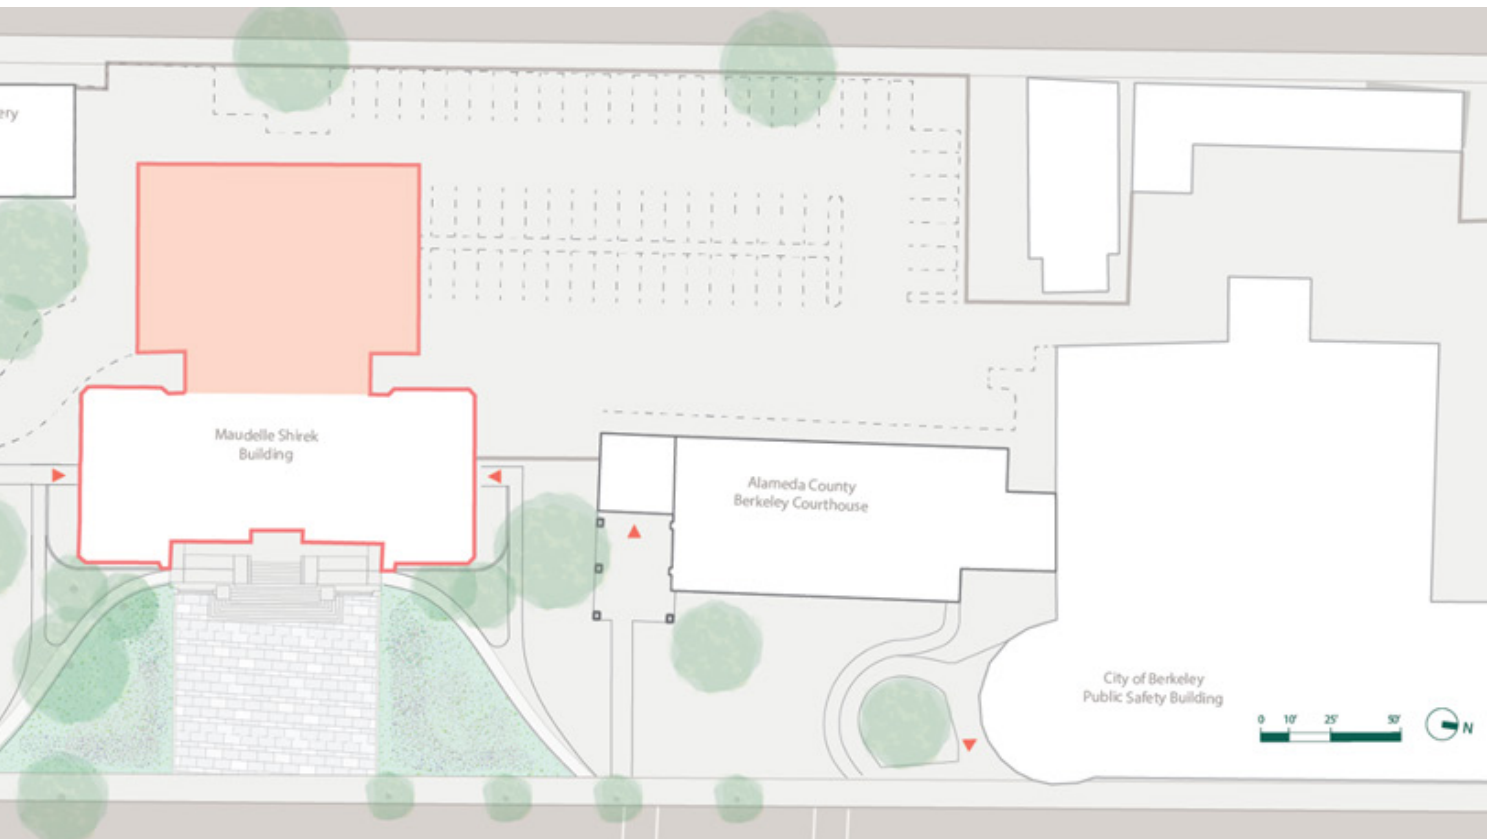 ery
Maudelle Shirek
Building
Alameda County
Berkeley Courthouse
City of Berkeley
Public Safety Building
0 10' 25' 50'
N